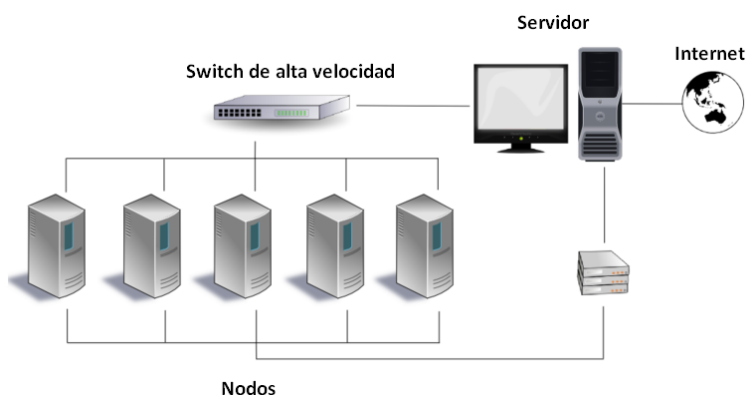 Servidor
Internet
Switch de alta velocidad
Nodos